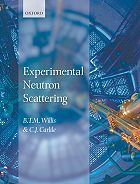 OXFORD
Experimental
Neutron
Scattering
B.T.M. Willis
& C.J. Carlile